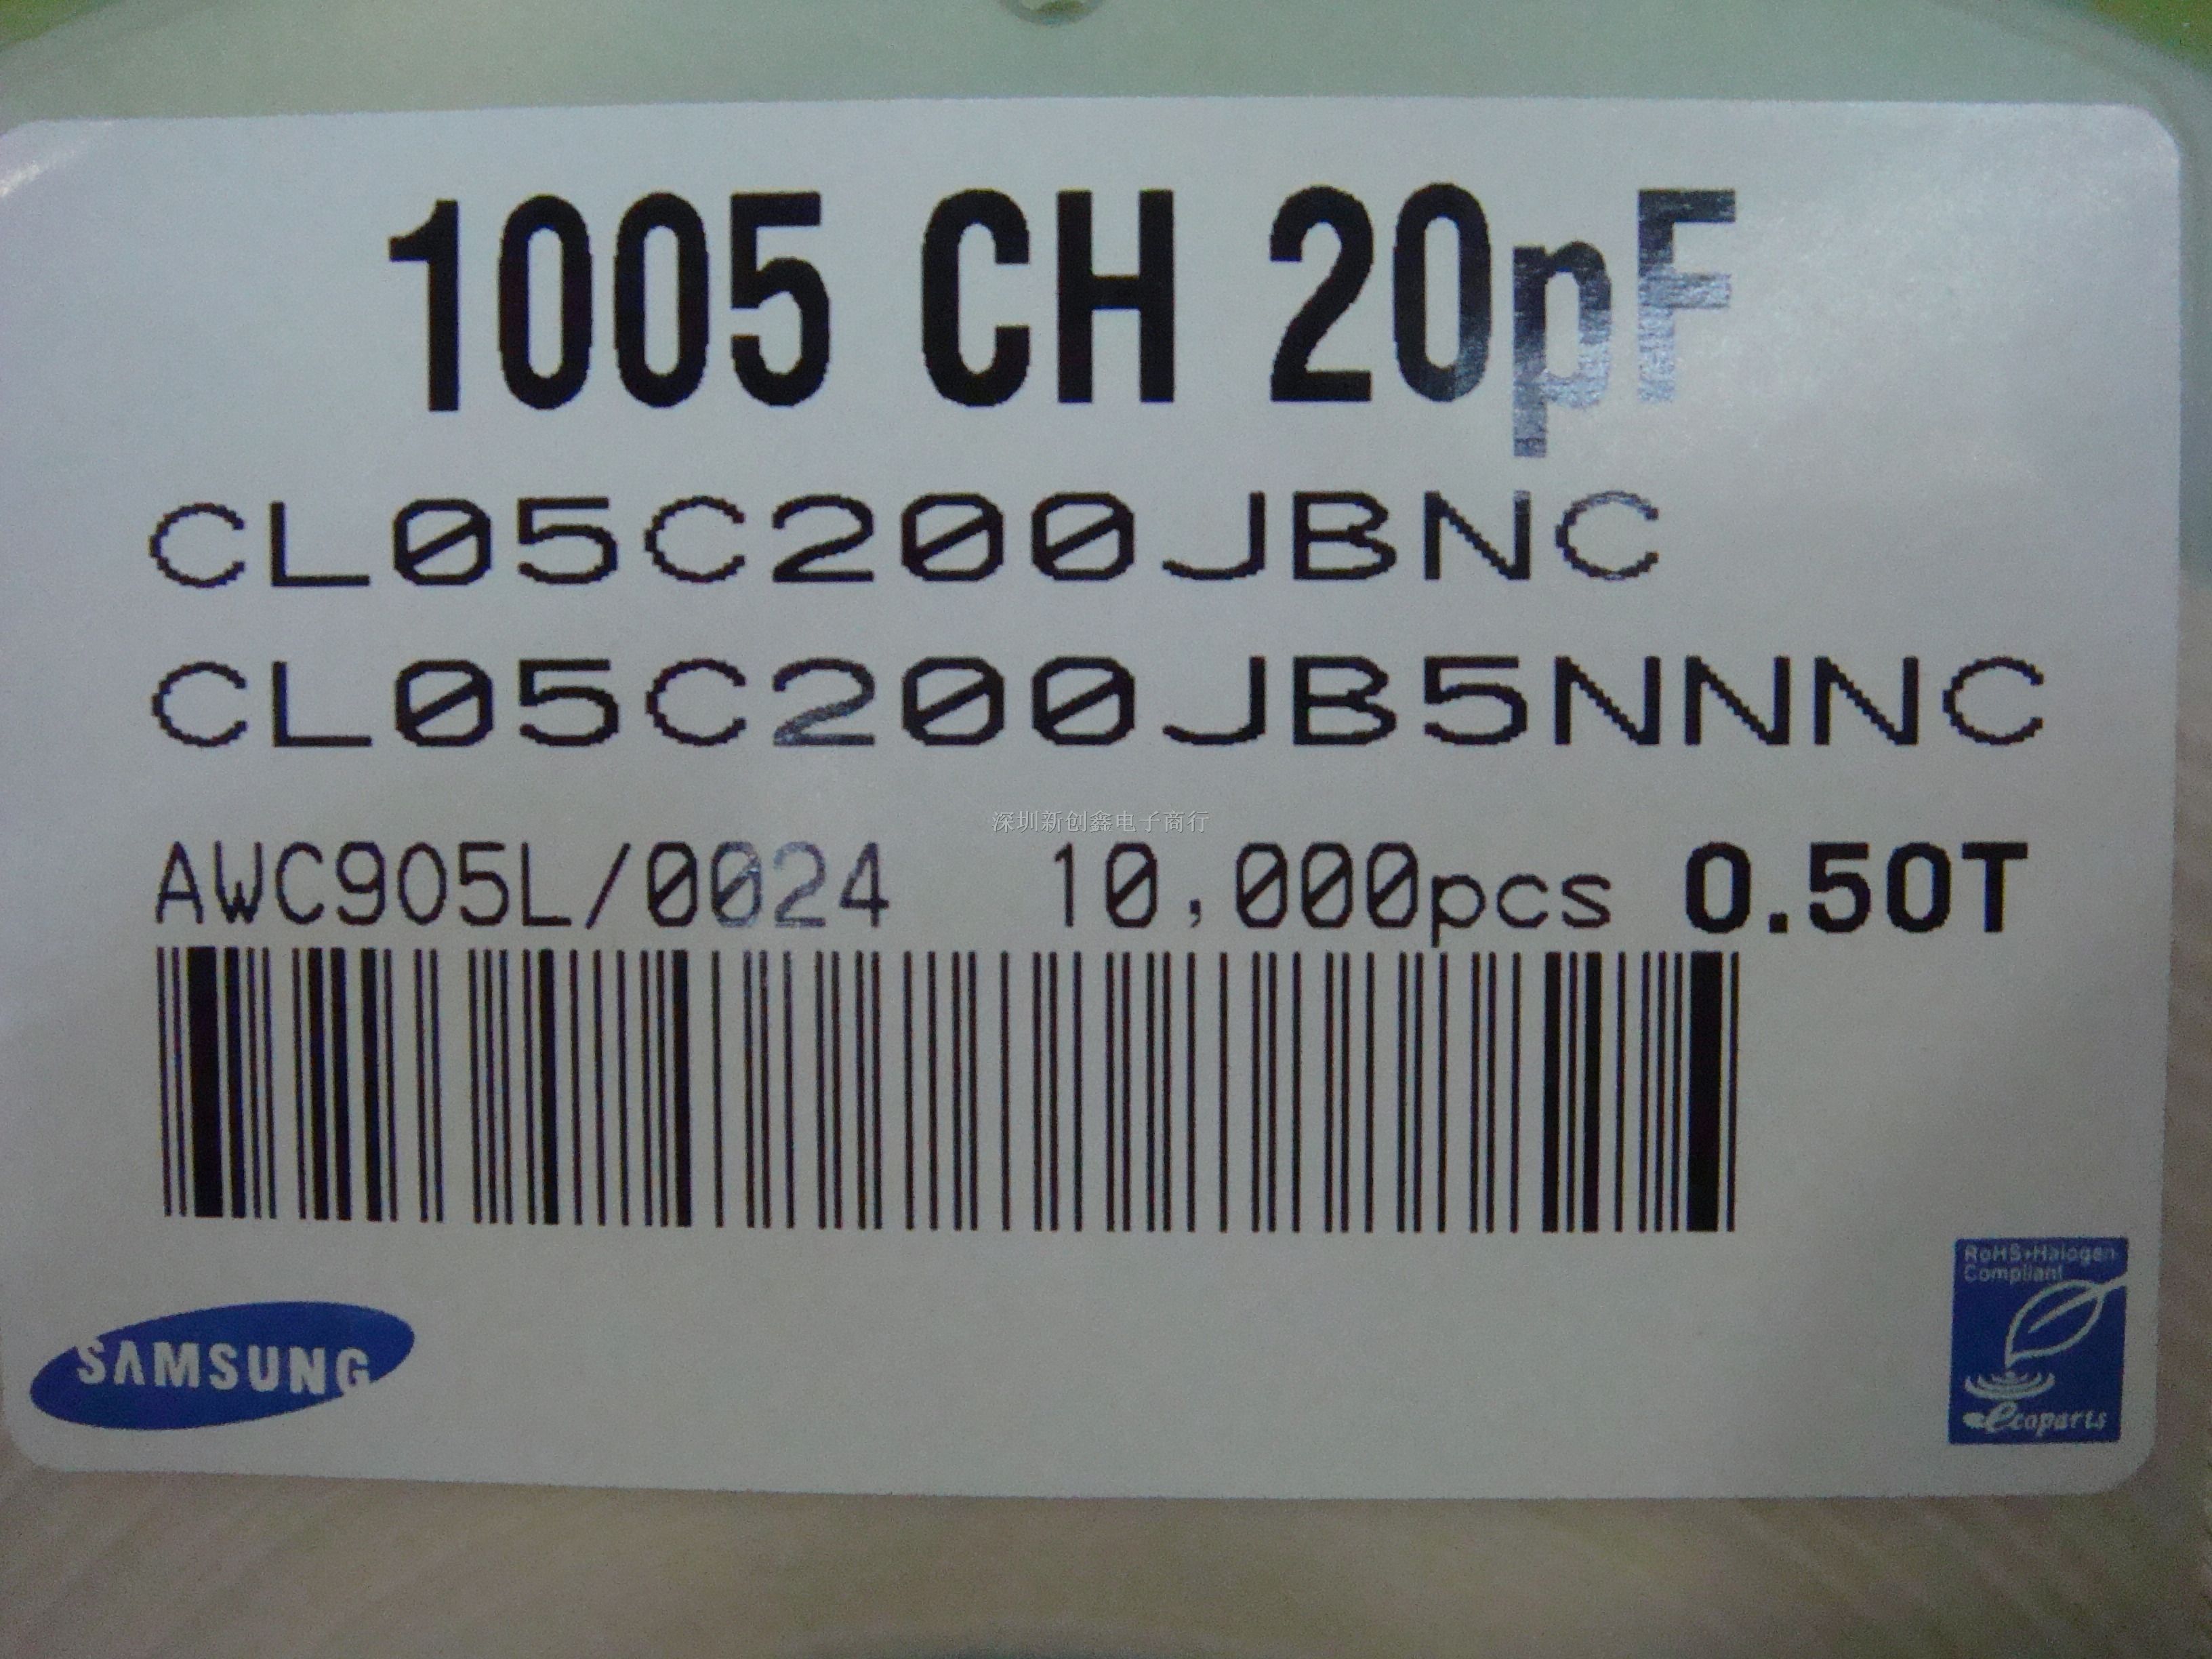 1005 CH 20pF
CL05C200JBNC
CL05C200JB5NNNC
深圳新创鑫电子商行
AWC905L/0024 10,000pcs 0.50T
SAMSUNG
RoHS+Halogen
Compliant
ecoparts